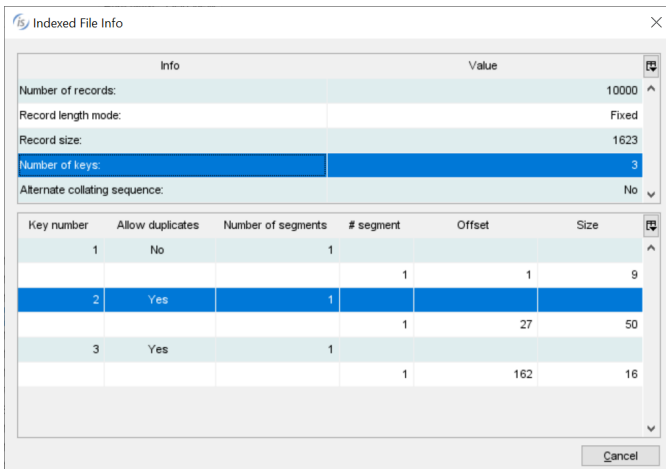 is Indexed File Info
Info Value
Number of records: 10000
Record length mode: Fixed
Record size: 1623
Number of keys: 3
Alternate collating sequence: No
Key number Allow duplicates Number of segments # segment Offset Size
1 No 1
1 1 9
2 Yes 1
1 27 50
3 Yes 1
1 162 16
Cancel